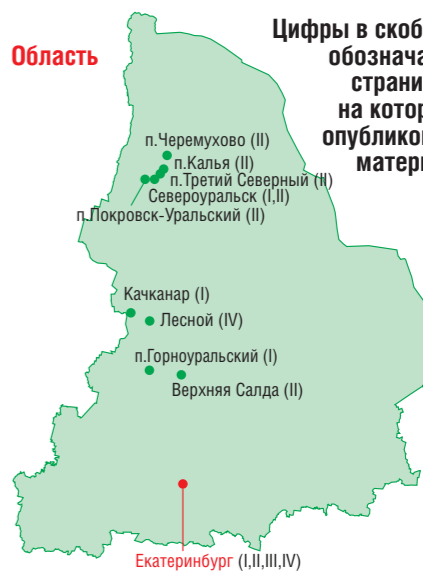 Область
Цифры в скоб
обознача
страни
на котор
опубликов
матер
п.Черемухово (II)
п.Калья (II)
п.Третий Северный (II)
Североуральск (I,II)
п.Покровск-Уральский (II)
Качканар (I)
Лесной (IV)
п.Горноуральский (I)
Верхняя Салда (II)
Екатеринбург (I,II,III,IV)